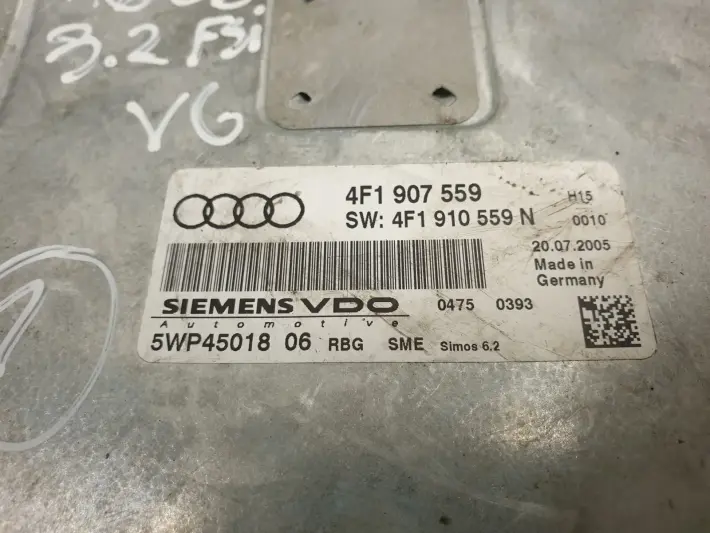 3.2 FSi
V6
4F1 907 559
H15
SW: 4F1 910 559 N
0010
20.07.2005
Made in
Germany
SIEMENS VDO
0475 0393
Automotive
5WP45018 06 RBG SME Simos 6.2
1